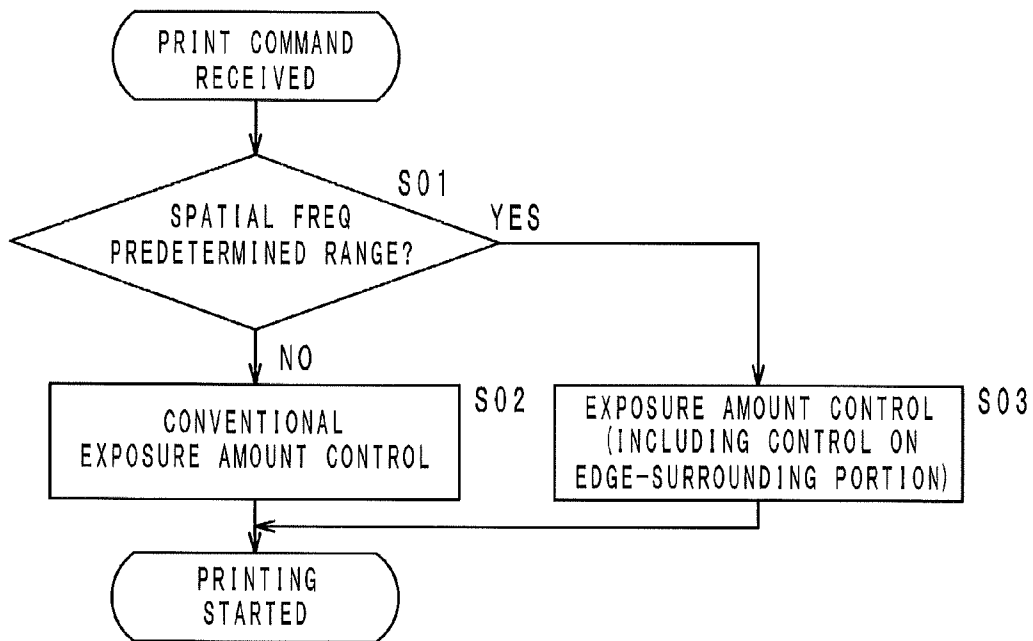 PRINT COMMAND
RECEIVED
S01
SPATIAL FREQ
PREDETERMINED RANGE?
YES
NO
CONVENTIONAL
EXPOSURE AMOUNT CONTROL
S02
EXPOSURE AMOUNT CONTROL
(INCLUDING CONTROL ON
EDGE-SURROUNDING PORTION)
S03
PRINTING
STARTED